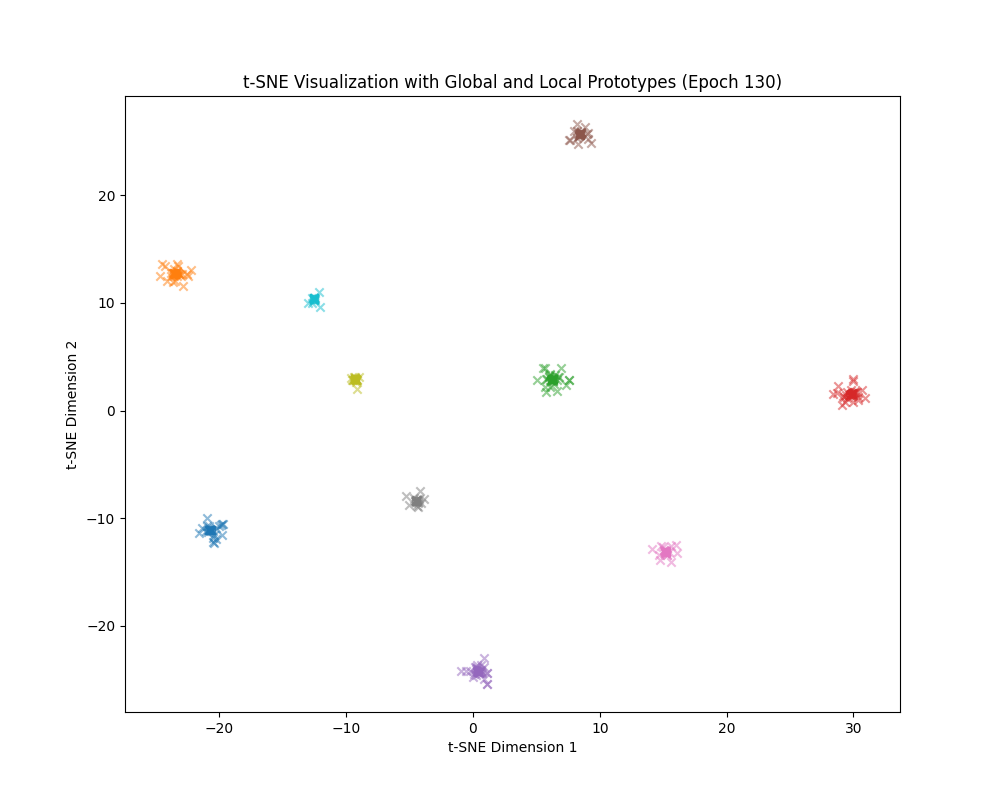 t-SNE Visualization with Global and Local Prototypes (Epoch 130)
20
10
0
−10
−20
t-SNE Dimension 2
−20 −10 0 10 20 30
t-SNE Dimension 1